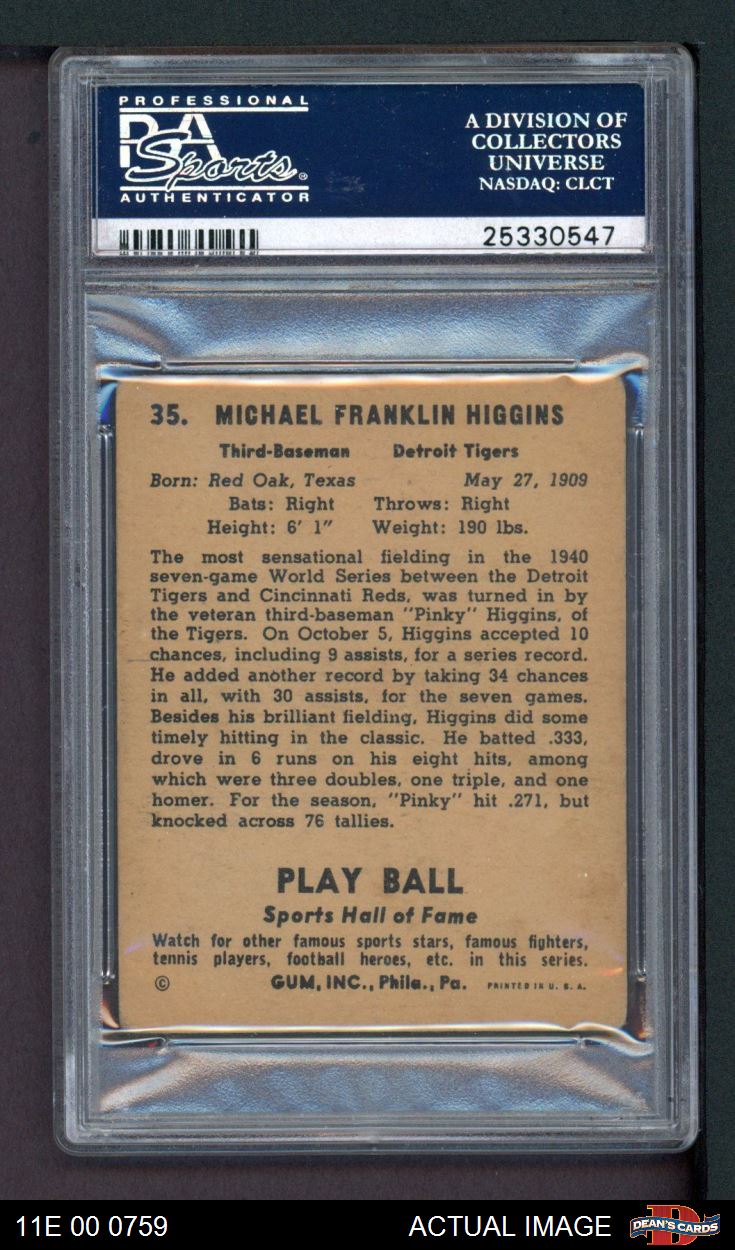 PROFESSIONAL
PSA
Sports®
AUTHENTICATOR
A DIVISION OF
COLLECTORS
UNIVERSE
NASDAQ: CLCT
25330547
35. MICHAEL FRANKLIN HIGGINS
Third-Baseman Detroit Tigers
Born: Red Oak, Texas May 27, 1909
Bats: Right Throws: Right
Height: 6' 1" Weight: 190 lbs.
The most sensational fielding in the 1940
seven-game World Series between the Detroit
Tigers and Cincinnati Reds, was turned in by
the veteran third-baseman "Pinky" Higgins, of
the Tigers. On October 5, Higgins accepted 10
chances, including 9 assists, for a series record.
He added another record by taking 34 chances
in all, with 30 assists, for the seven games.
Besides his brilliant fielding, Higgins did some
timely hitting in the classic. He batted .333,
drove in 6 runs on his eight hits, among
which were three doubles, one triple, and one
homer. For the season, "Pinky" hit .271, but
knocked across 76 tallies.
PLAY BALL
Sports Hall of Fame
Watch for other famous sports stars, famous fighters,
tennis players, football heroes, etc. in this series.
© GUM, INC., Phila., Pa. PRINTED IN U. S. A.
11E 00 0759 ACTUAL IMAGE D DEAN'S CARDS